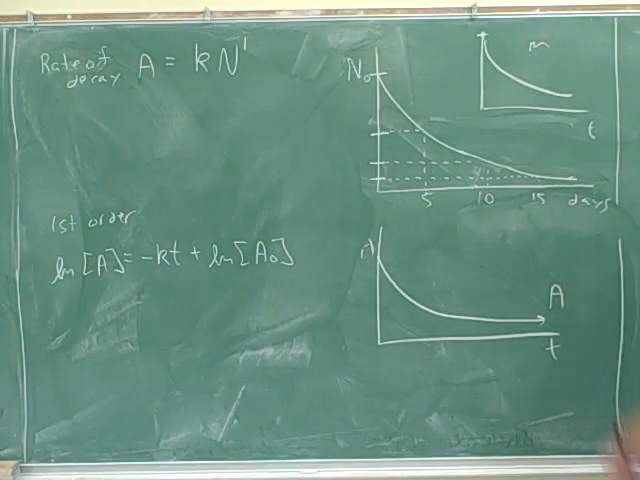 Rate of decay A = kN¹
1st order
ln[A] = -kt + ln[A₀]
N₀
5 10 15 days
m
t
A
t